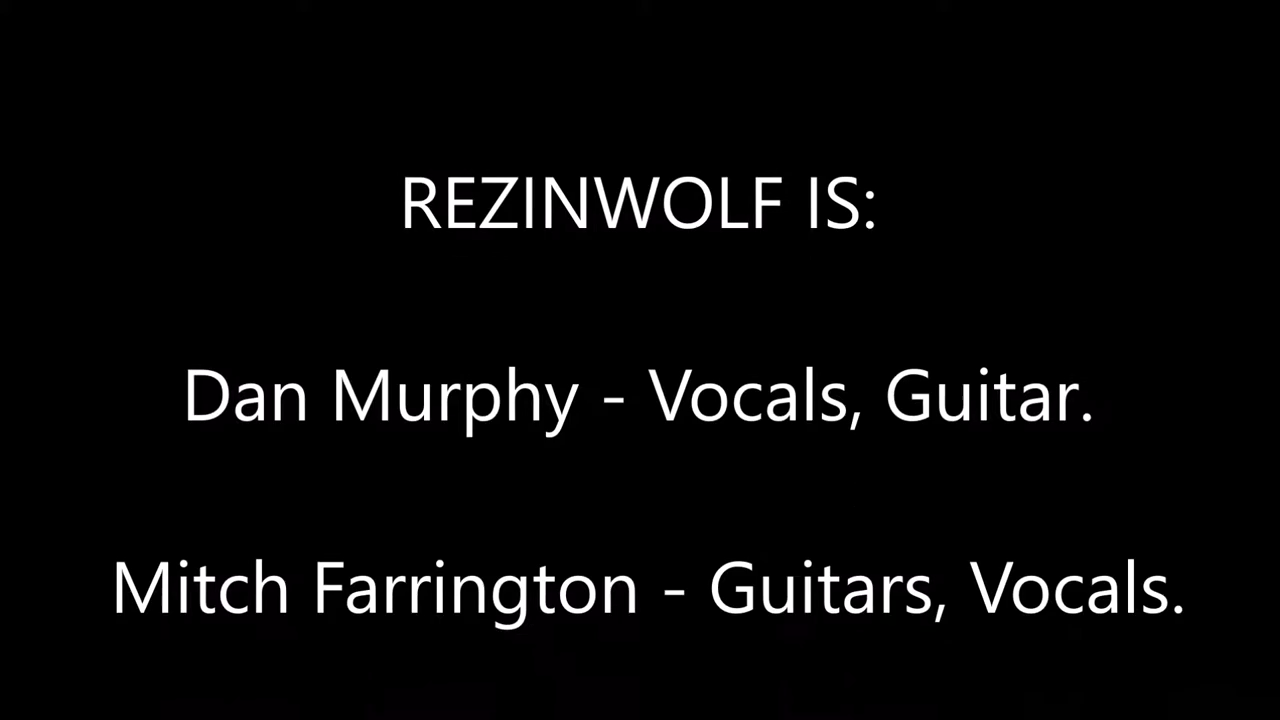 REZINWOLF IS:
Dan Murphy - Vocals, Guitar.
Mitch Farrington - Guitars, Vocals.